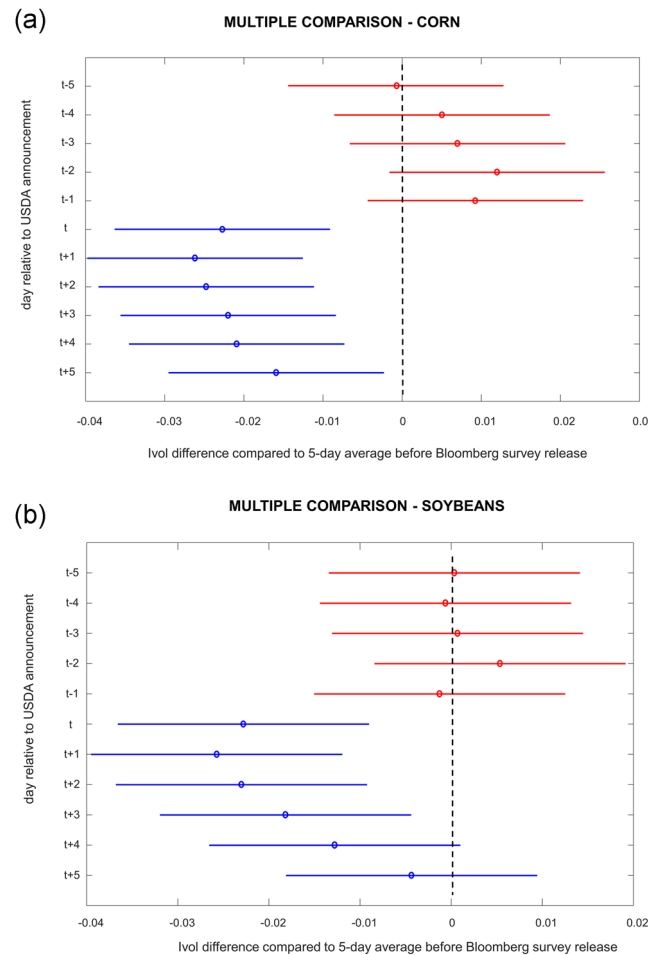 (a)
MULTIPLE COMPARISON - CORN
day relative to USDA announcement
t-5
t-4
t-3
t-2
t-1
t
t+1
t+2
t+3
t+4
t+5
-0.04 -0.03 -0.02 -0.01 0 0.01 0.02 0.0
Ivol difference compared to 5-day average before Bloomberg survey release
(b)
MULTIPLE COMPARISON - SOYBEANS
day relative to USDA announcement
t-5
t-4
t-3
t-2
t-1
t
t+1
t+2
t+3
t+4
t+5
-0.04 -0.03 -0.02 -0.01 0 0.01 0.02
Ivol difference compared to 5-day average before Bloomberg survey release